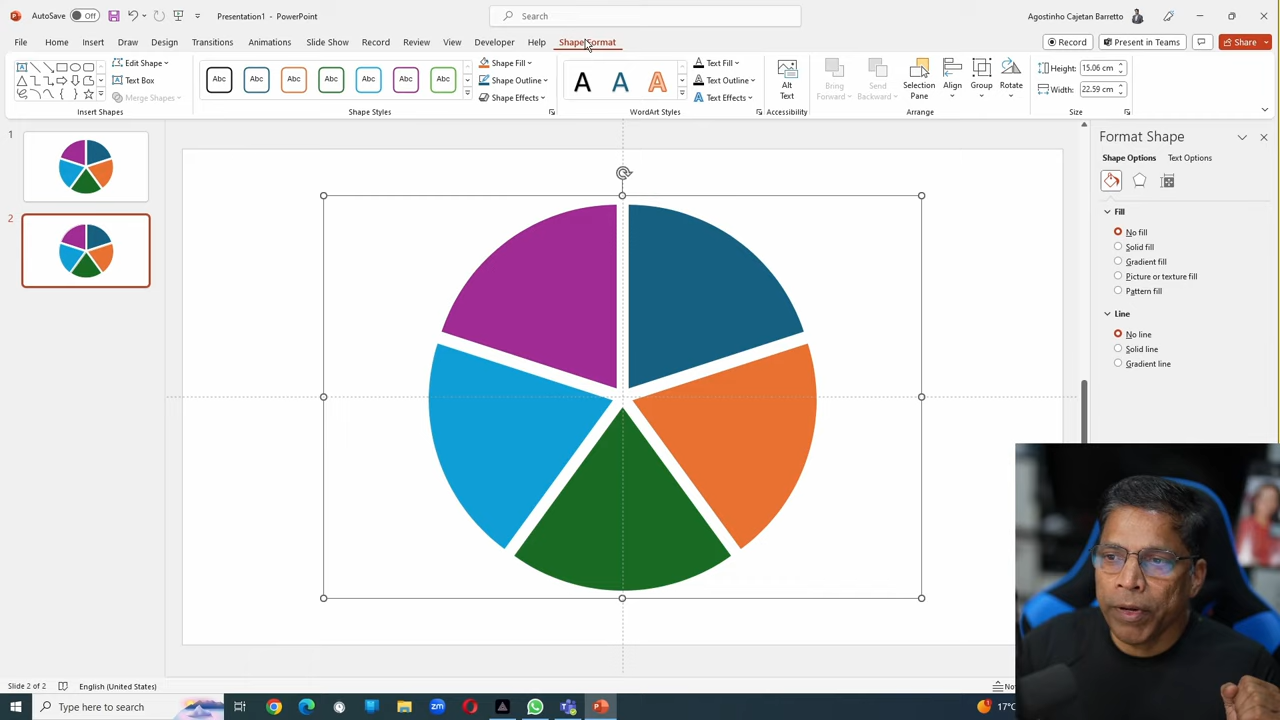 AutoSave Off Presentation1 - PowerPoint Search Agostinho Cajetan Barretto
File Home Insert Draw Design Transitions Animations Slide Show Record Review View Developer Help Shape Format Record Present in Teams Share
Edit Shape
Text Box
Merge Shapes
Insert Shapes
Abc Abc Abc Abc Abc Abc Abc
Shape Fill
Shape Outline
Shape Effects
Shape Styles
A A A
Text Fill
Text Outline
Text Effects
WordArt Styles
Alt
Text
Accessibility
Bring
Forward
Send
Backward
Selection
Pane
Align
Group
Rotate
Arrange
Height: 15.06 cm
Width: 22.59 cm
Size
1
2
Format Shape
Shape Options Text Options
Fill
No fill
Solid fill
Gradient fill
Picture or texture fill
Pattern fill
Line
No line
Solid line
Gradient line
Slide 2 of 2 English (United States)
Type here to search
17°C